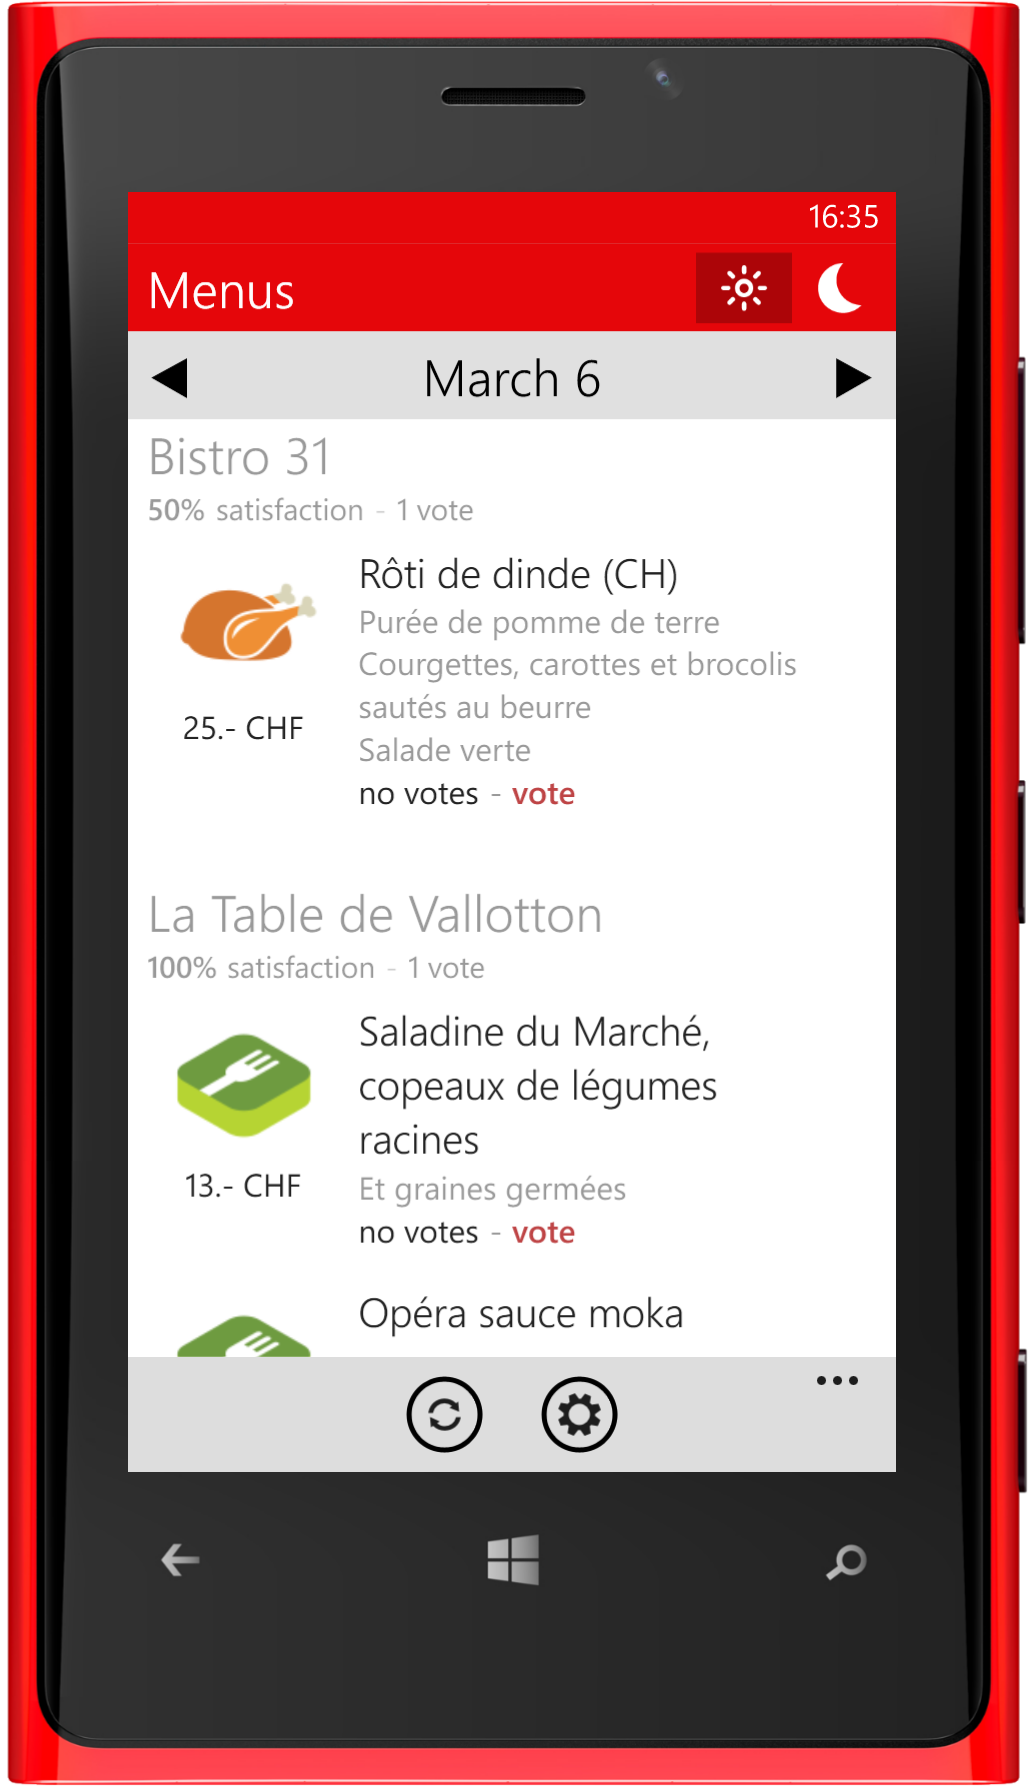 16:35
Menus
March 6
Bistro 31
50% satisfaction - 1 vote
Rôti de dinde (CH)
Purée de pomme de terre
Courgettes, carottes et brocolis
sautés au beurre
25.- CHF
Salade verte
no votes - vote
La Table de Vallotton
100% satisfaction - 1 vote
Saladine du Marché,
copeaux de légumes
racines
13.- CHF
Et graines germées
no votes - vote
Opéra sauce moka